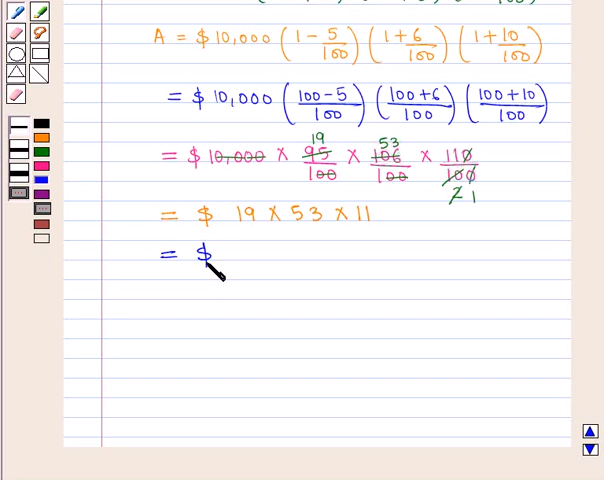 A = $ 10,000 (1 - 5/100) (1 + 6/100) (1 + 10/100)
= $ 10,000 (100 - 5/100) (100 + 6/100) (100 + 10/100)
19 53
= $ 10,000 × 95/100 × 106/100 × 110/100
2 1
= $ 19 × 53 × 11
= $